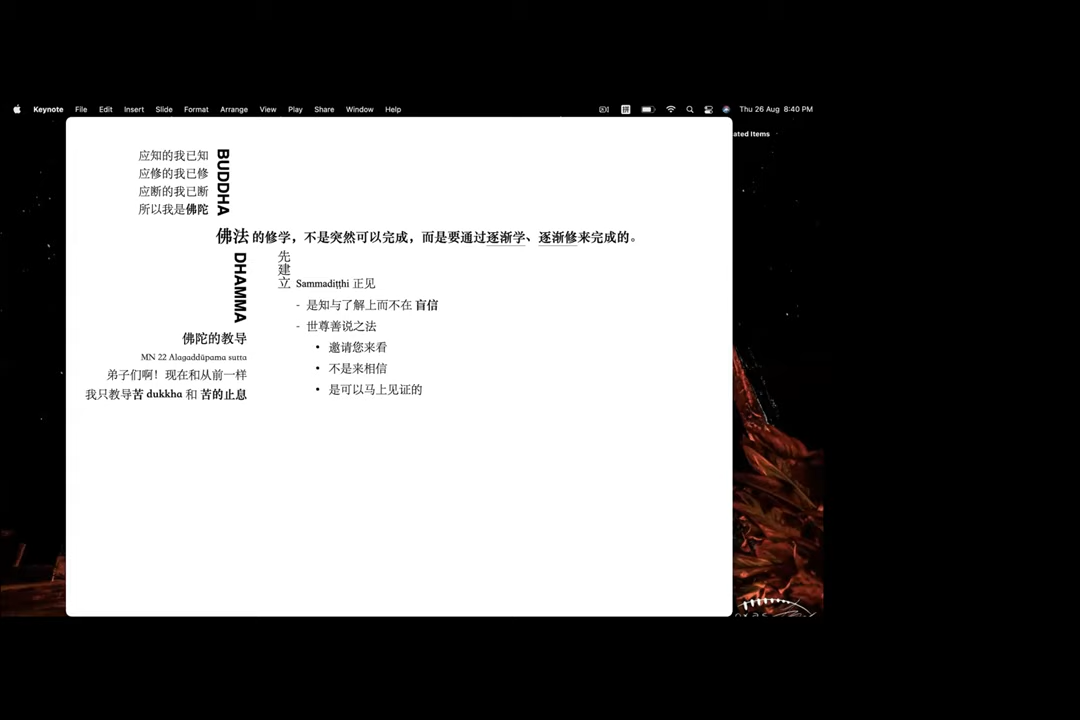 Keynote File Edit Insert Slide Format Arrange View Play Share Window Help
拼 Thu 26 Aug 8:40 PM
ated Items
应知的我已知
应修的我已修
应断的我已断
所以我是佛陀
BUDDHA
佛法的修学，不是突然可以完成，而是要通过逐渐学、逐渐修来完成的。
DHAMMA
佛陀的教导
MN 22 Alagaddūpama sutta
弟子们啊！现在和从前一样
我只教导苦 dukkha 和 苦的止息
先建立 Sammadiṭṭhi 正见
- 是知与了解上而不在 盲信
- 世尊善说之法
• 邀请您来看
• 不是来相信
• 是可以马上见证的